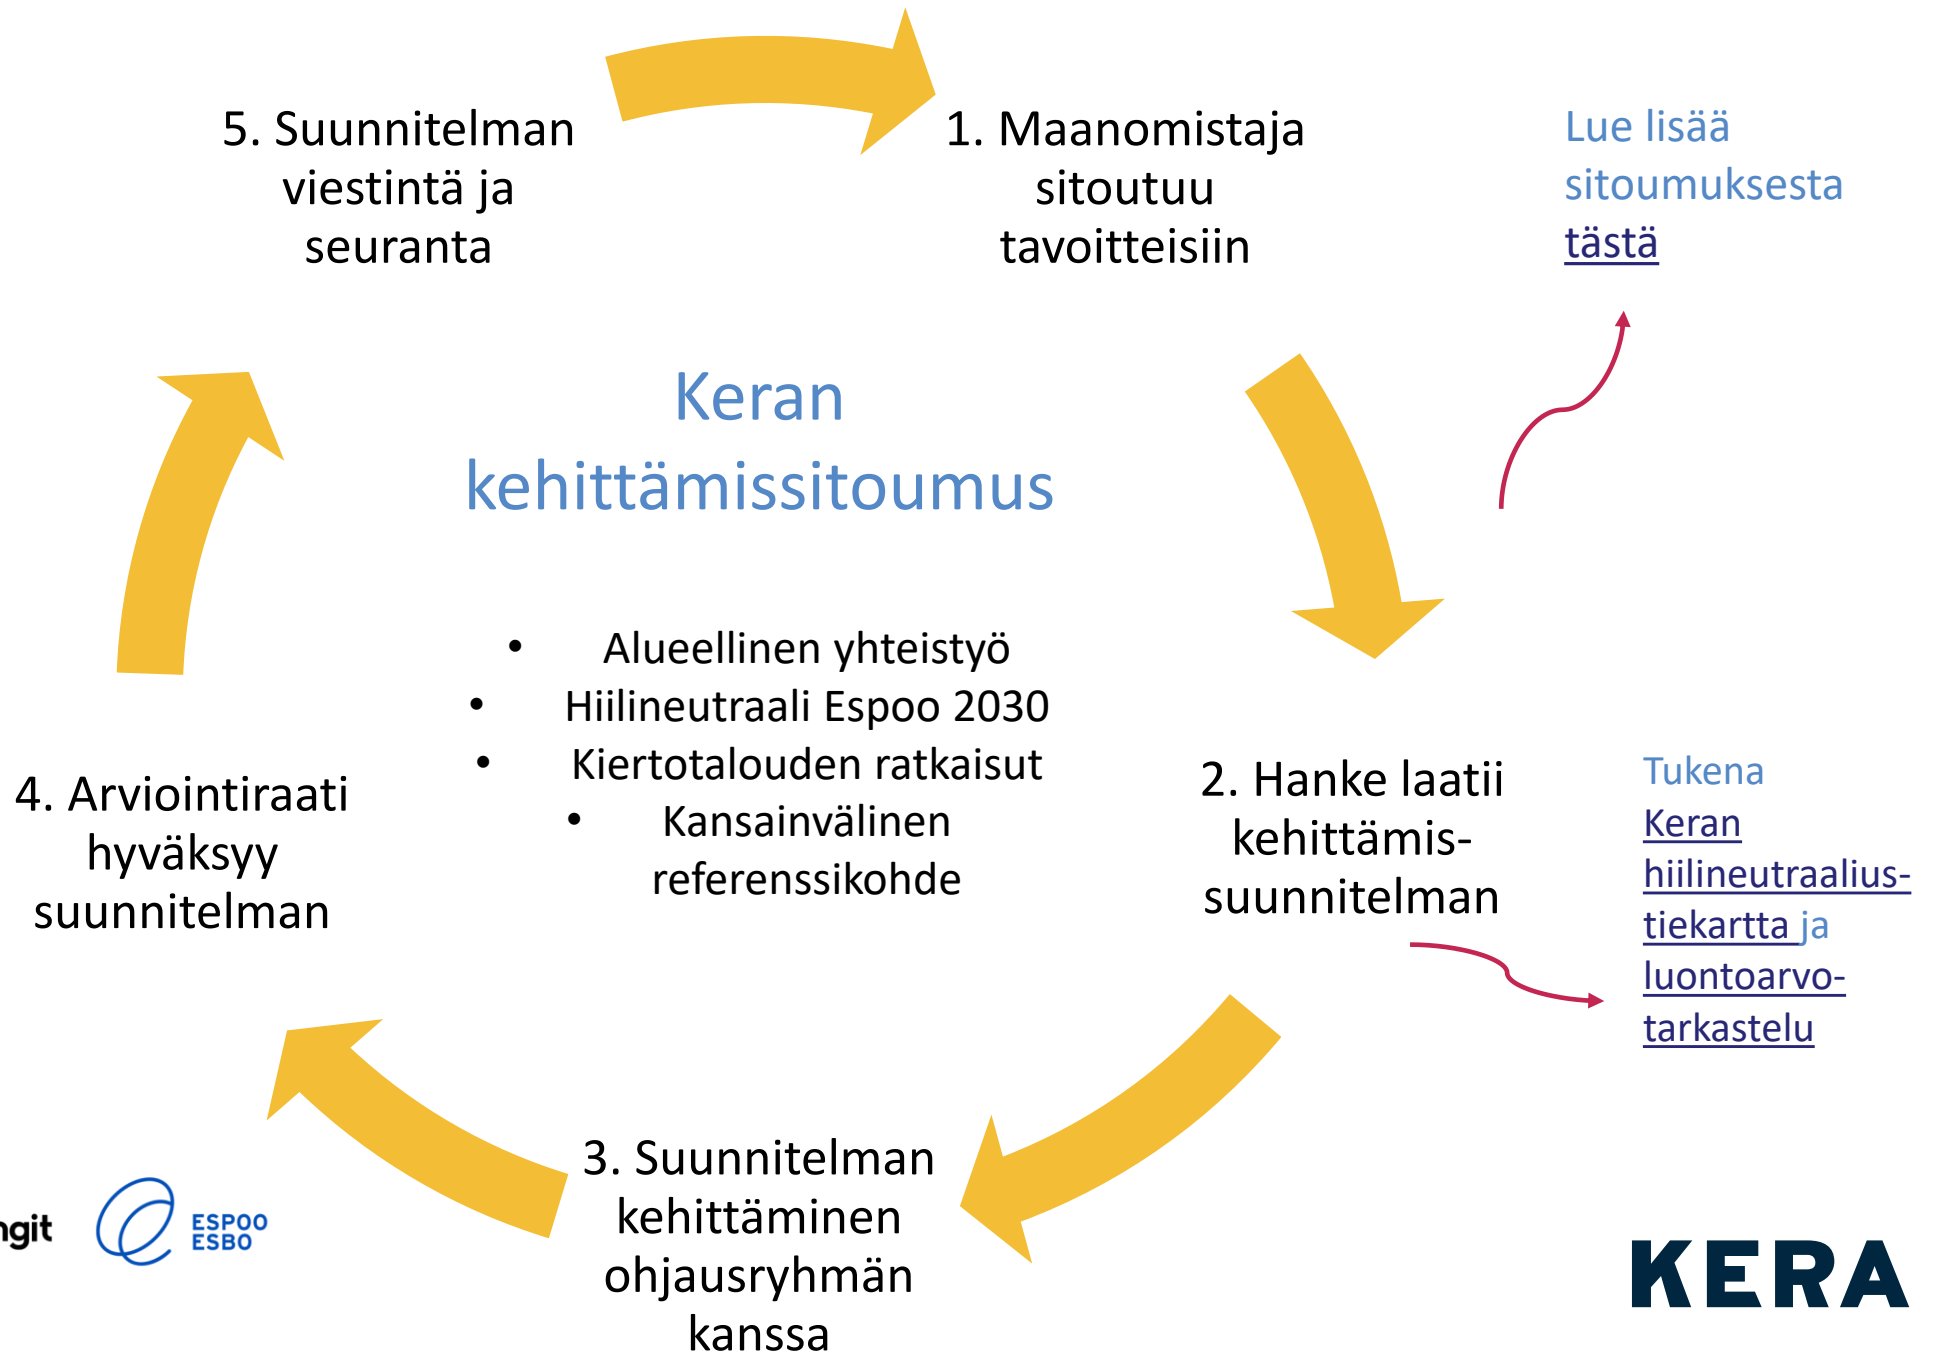 5. Suunnitelman
viestintä ja
seuranta
1. Maanomistaja
sitoutuu
tavoitteisiin
Lue lisää
sitoumuksesta
tästä
Keran
kehittämissitoumus
• Alueellinen yhteistyö
• Hiilineutraali Espoo 2030
• Kiertotalouden ratkaisut
• Kansainvälinen
referenssikohde
4. Arviointiraati
hyväksyy
suunnitelman
2. Hanke laatii
kehittämis-
suunnitelman
Tukena
Keran
hiilineutraalius-
tiekartta ja
luontoarvo-
tarkastelu
3. Suunnitelman
kehittäminen
ohjausryhmän
kanssa
ESPOO
ESBO
KERA